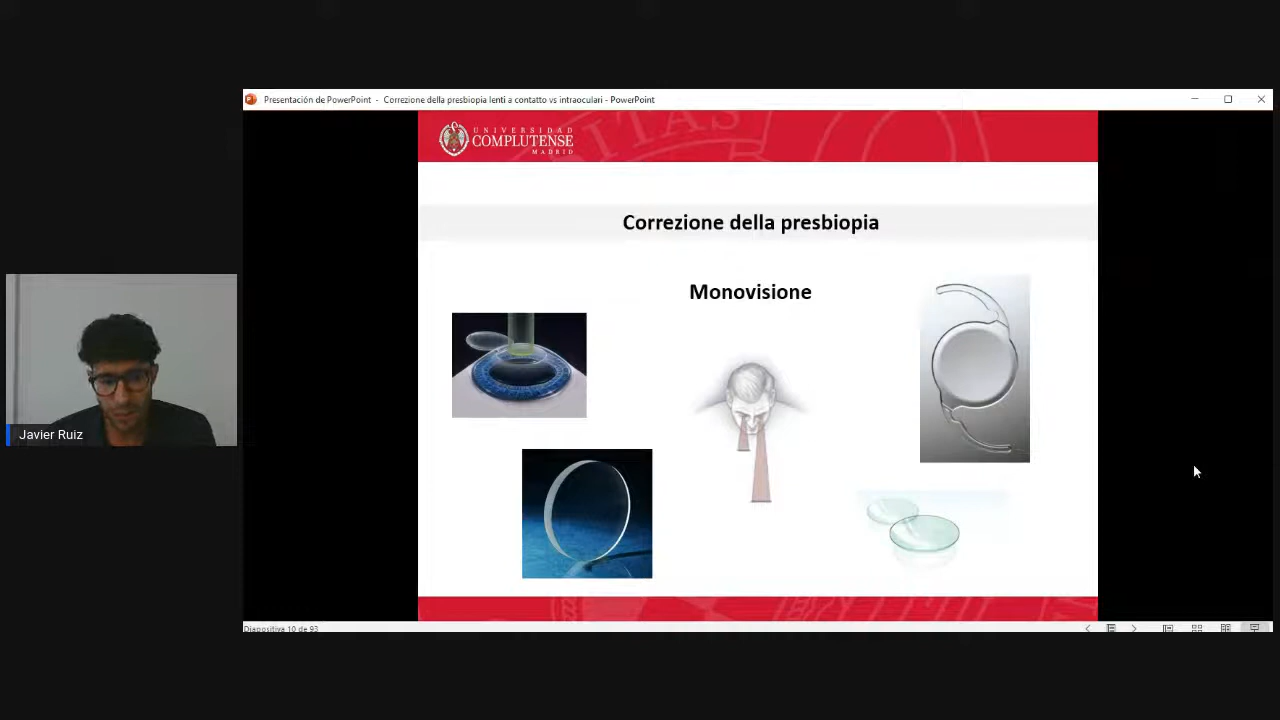 Presentación de PowerPoint - Correzione della presbiopia lenti a contatto vs intraoculari - PowerPoint
UNIVERSIDAD
COMPLUTENSE
MADRID
Correzione della presbiopia
Monovisione
Javier Ruiz
Diapositiva 10 de 93